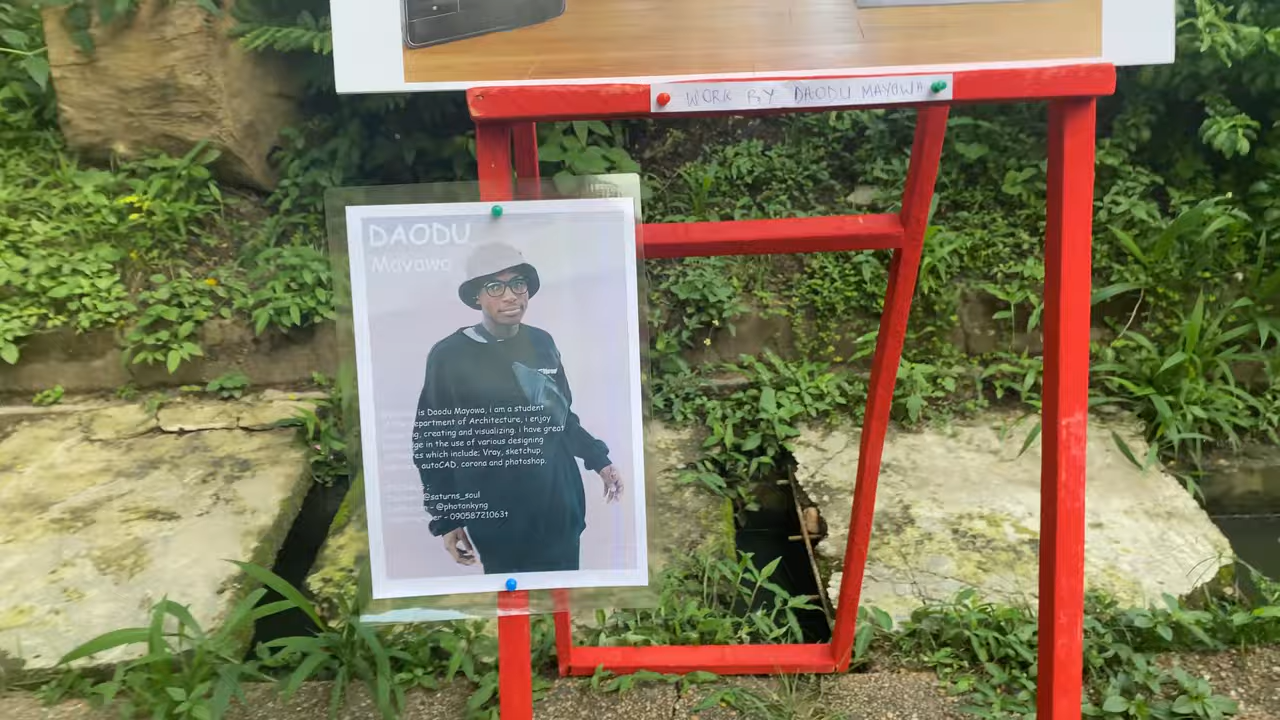 WORK BY DAODU MAYOWA
DAODU
Mayowa
is Daodu Mayowa, i am a student
department of Architecture, i enjoy
creating and visualizing. i have great
in the use of various designing
which include; Vray, sketchup,
autoCAD, corona and photoshop.
@saturns_soul
- @photonkyng
- 09058721063t